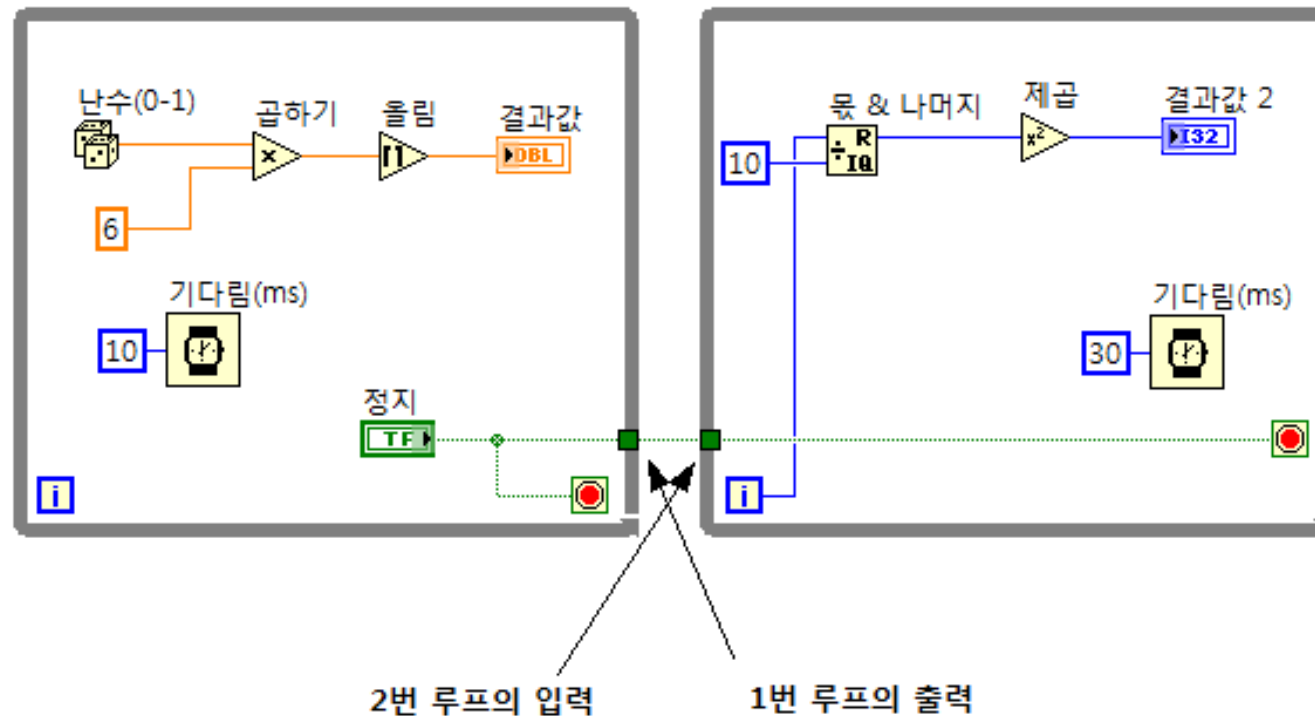 난수(0-1)
곱하기
올림
결과값
×
DBL
6
기다림(ms)
10
정지
TF
i
몫 & 나머지
제곱
결과값 2
R
IQ
x²
I32
10
기다림(ms)
30
i
2번 루프의 입력
1번 루프의 출력